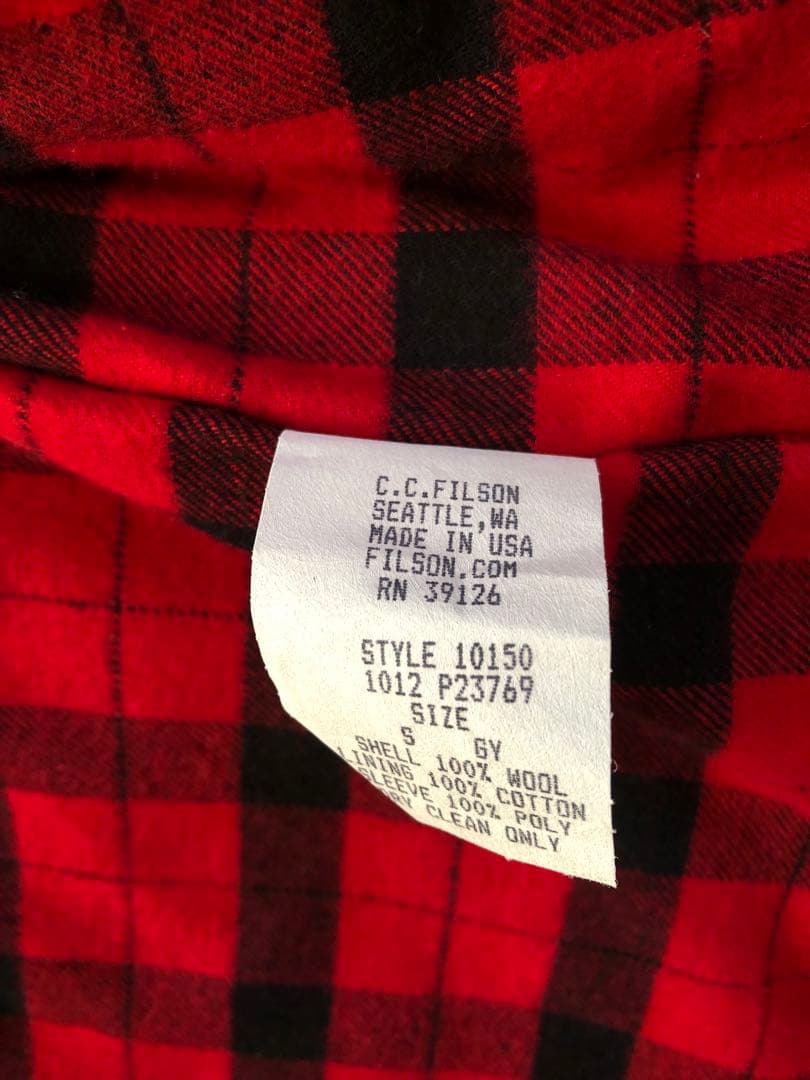 C.C.FILSON
SEATTLE,WA
MADE IN USA
FILSON.COM
RN 39126
STYLE 10150
1012 P23769
SIZE
S GY
SHELL 100% WOOL
LINING 100% COTTON
SLEEVE 100% POLY
DRY CLEAN ONLY